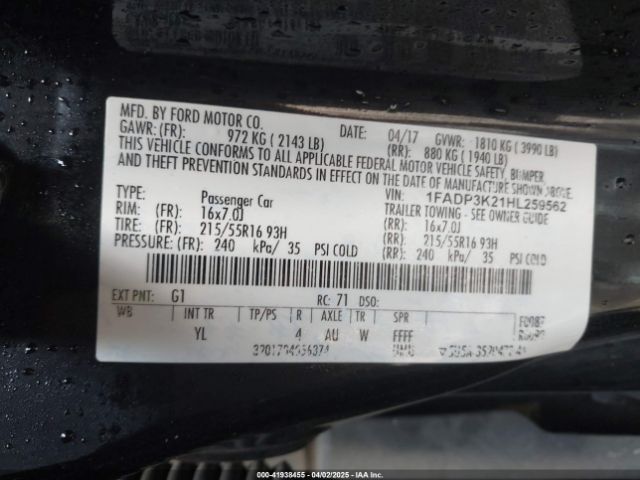 MFD. BY FORD MOTOR CO.
DATE: 04/17 GVWR: 1810 KG ( 3990 LB)
GAWR: (FR): 972 KG ( 2143 LB) (RR): 880 KG ( 1940 LB)
THIS VEHICLE CONFORMS TO ALL APPLICABLE FEDERAL MOTOR VEHICLE SAFETY, BUMPER,
AND THEFT PREVENTION STANDARDS IN EFFECT ON THE DATE OF MANUFACTURE SHOWN ABOVE.
VIN: 1FADP3K21HL259562
TYPE: Passenger Car TRAILER TOWING - SEE OWNER GUIDE
RIM: (FR): 16x7.0J (RR): 16x7.0J
TIRE: (FR): 215/55R16 93H (RR): 215/55R16 93H
PRESSURE: (FR): 240 kPa/ 35 PSI COLD (RR): 240 kPa/ 35 PSI COLD
EXT PNT: G1 RC: 71 DSO:
WB INT TR TP/PS R AXLE TR SPR
YL 4 AU W FFFF
000-41938455 - 04/02/2025 - IAAI.COM